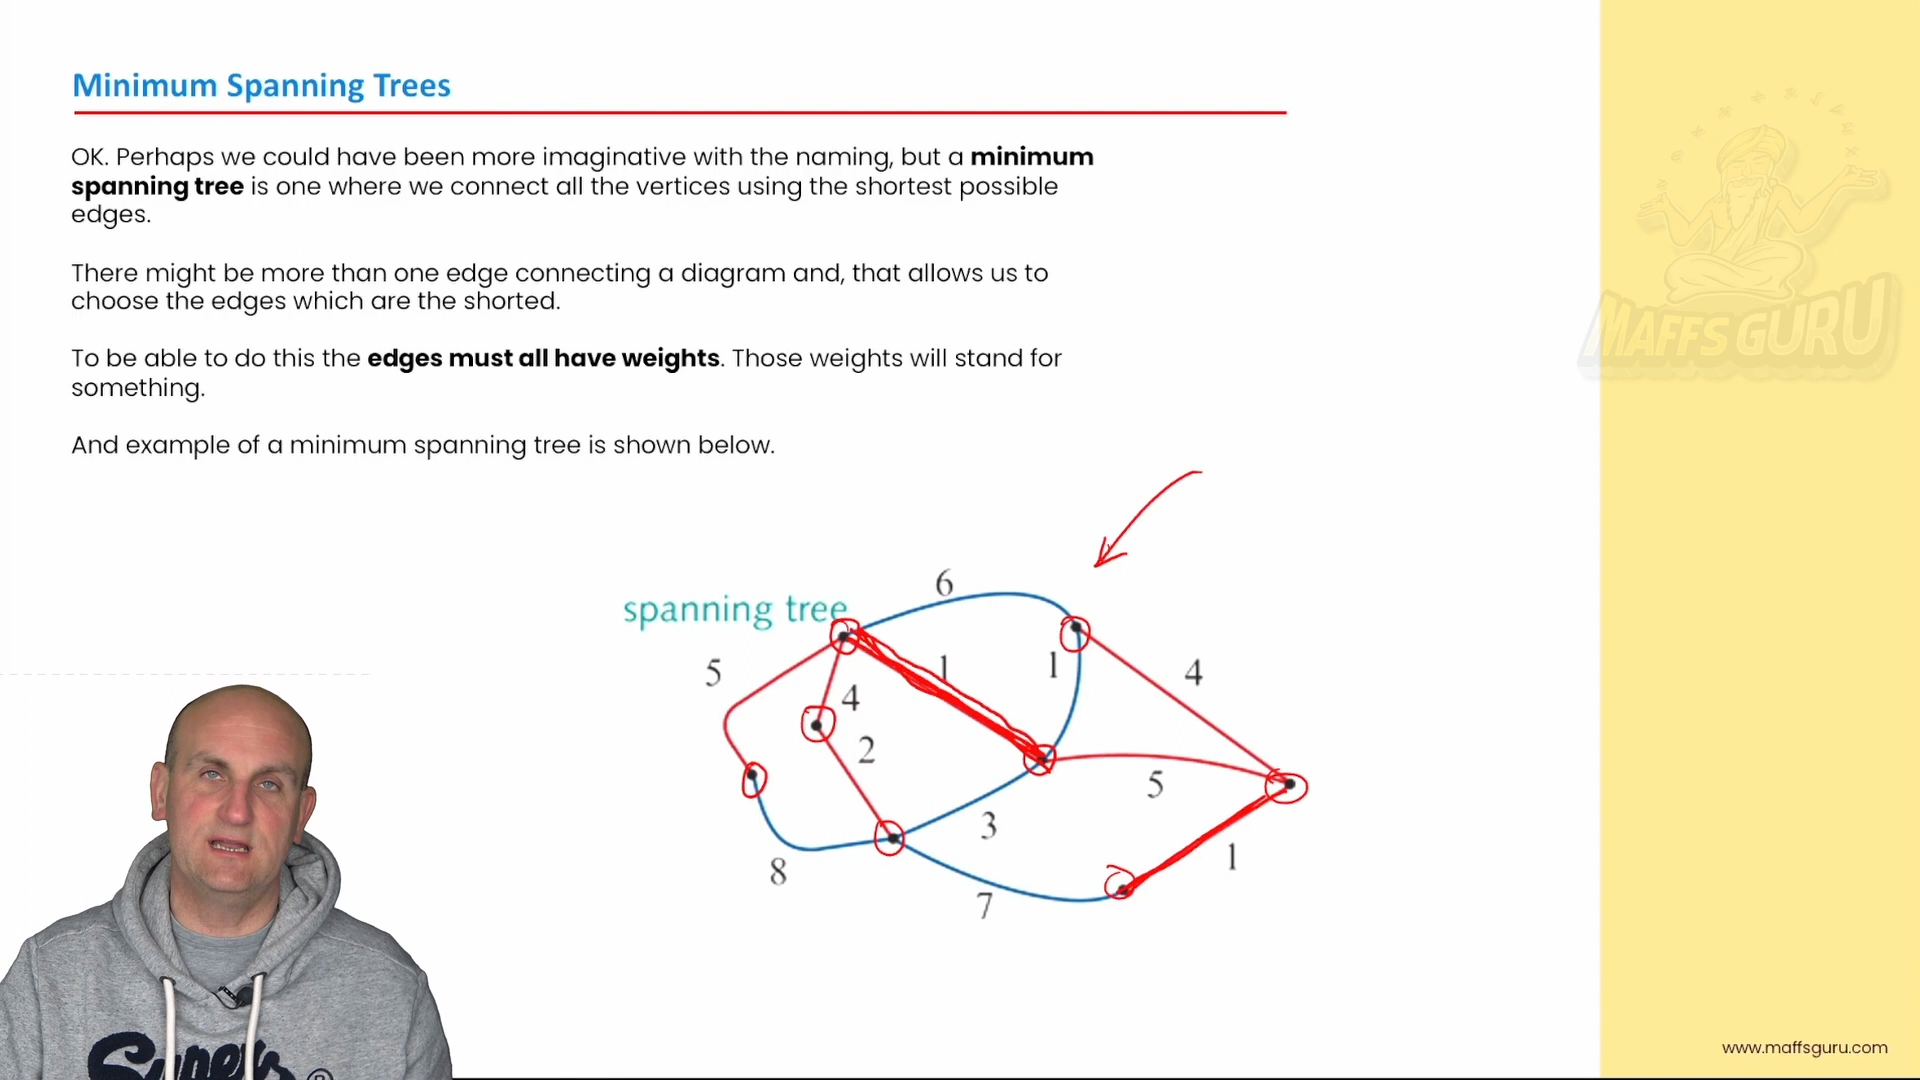 Minimum Spanning Trees
OK. Perhaps we could have been more imaginative with the naming, but a minimum
spanning tree is one where we connect all the vertices using the shortest possible
edges.
There might be more than one edge connecting a diagram and, that allows us to
choose the edges which are the shorted.
To be able to do this the edges must all have weights. Those weights will stand for
something.
And example of a minimum spanning tree is shown below.
6
spanning tree
5
4
1
1
4
2
5
3
8
7
1
MAFFS GURU
Super
®
www.maffsguru.com